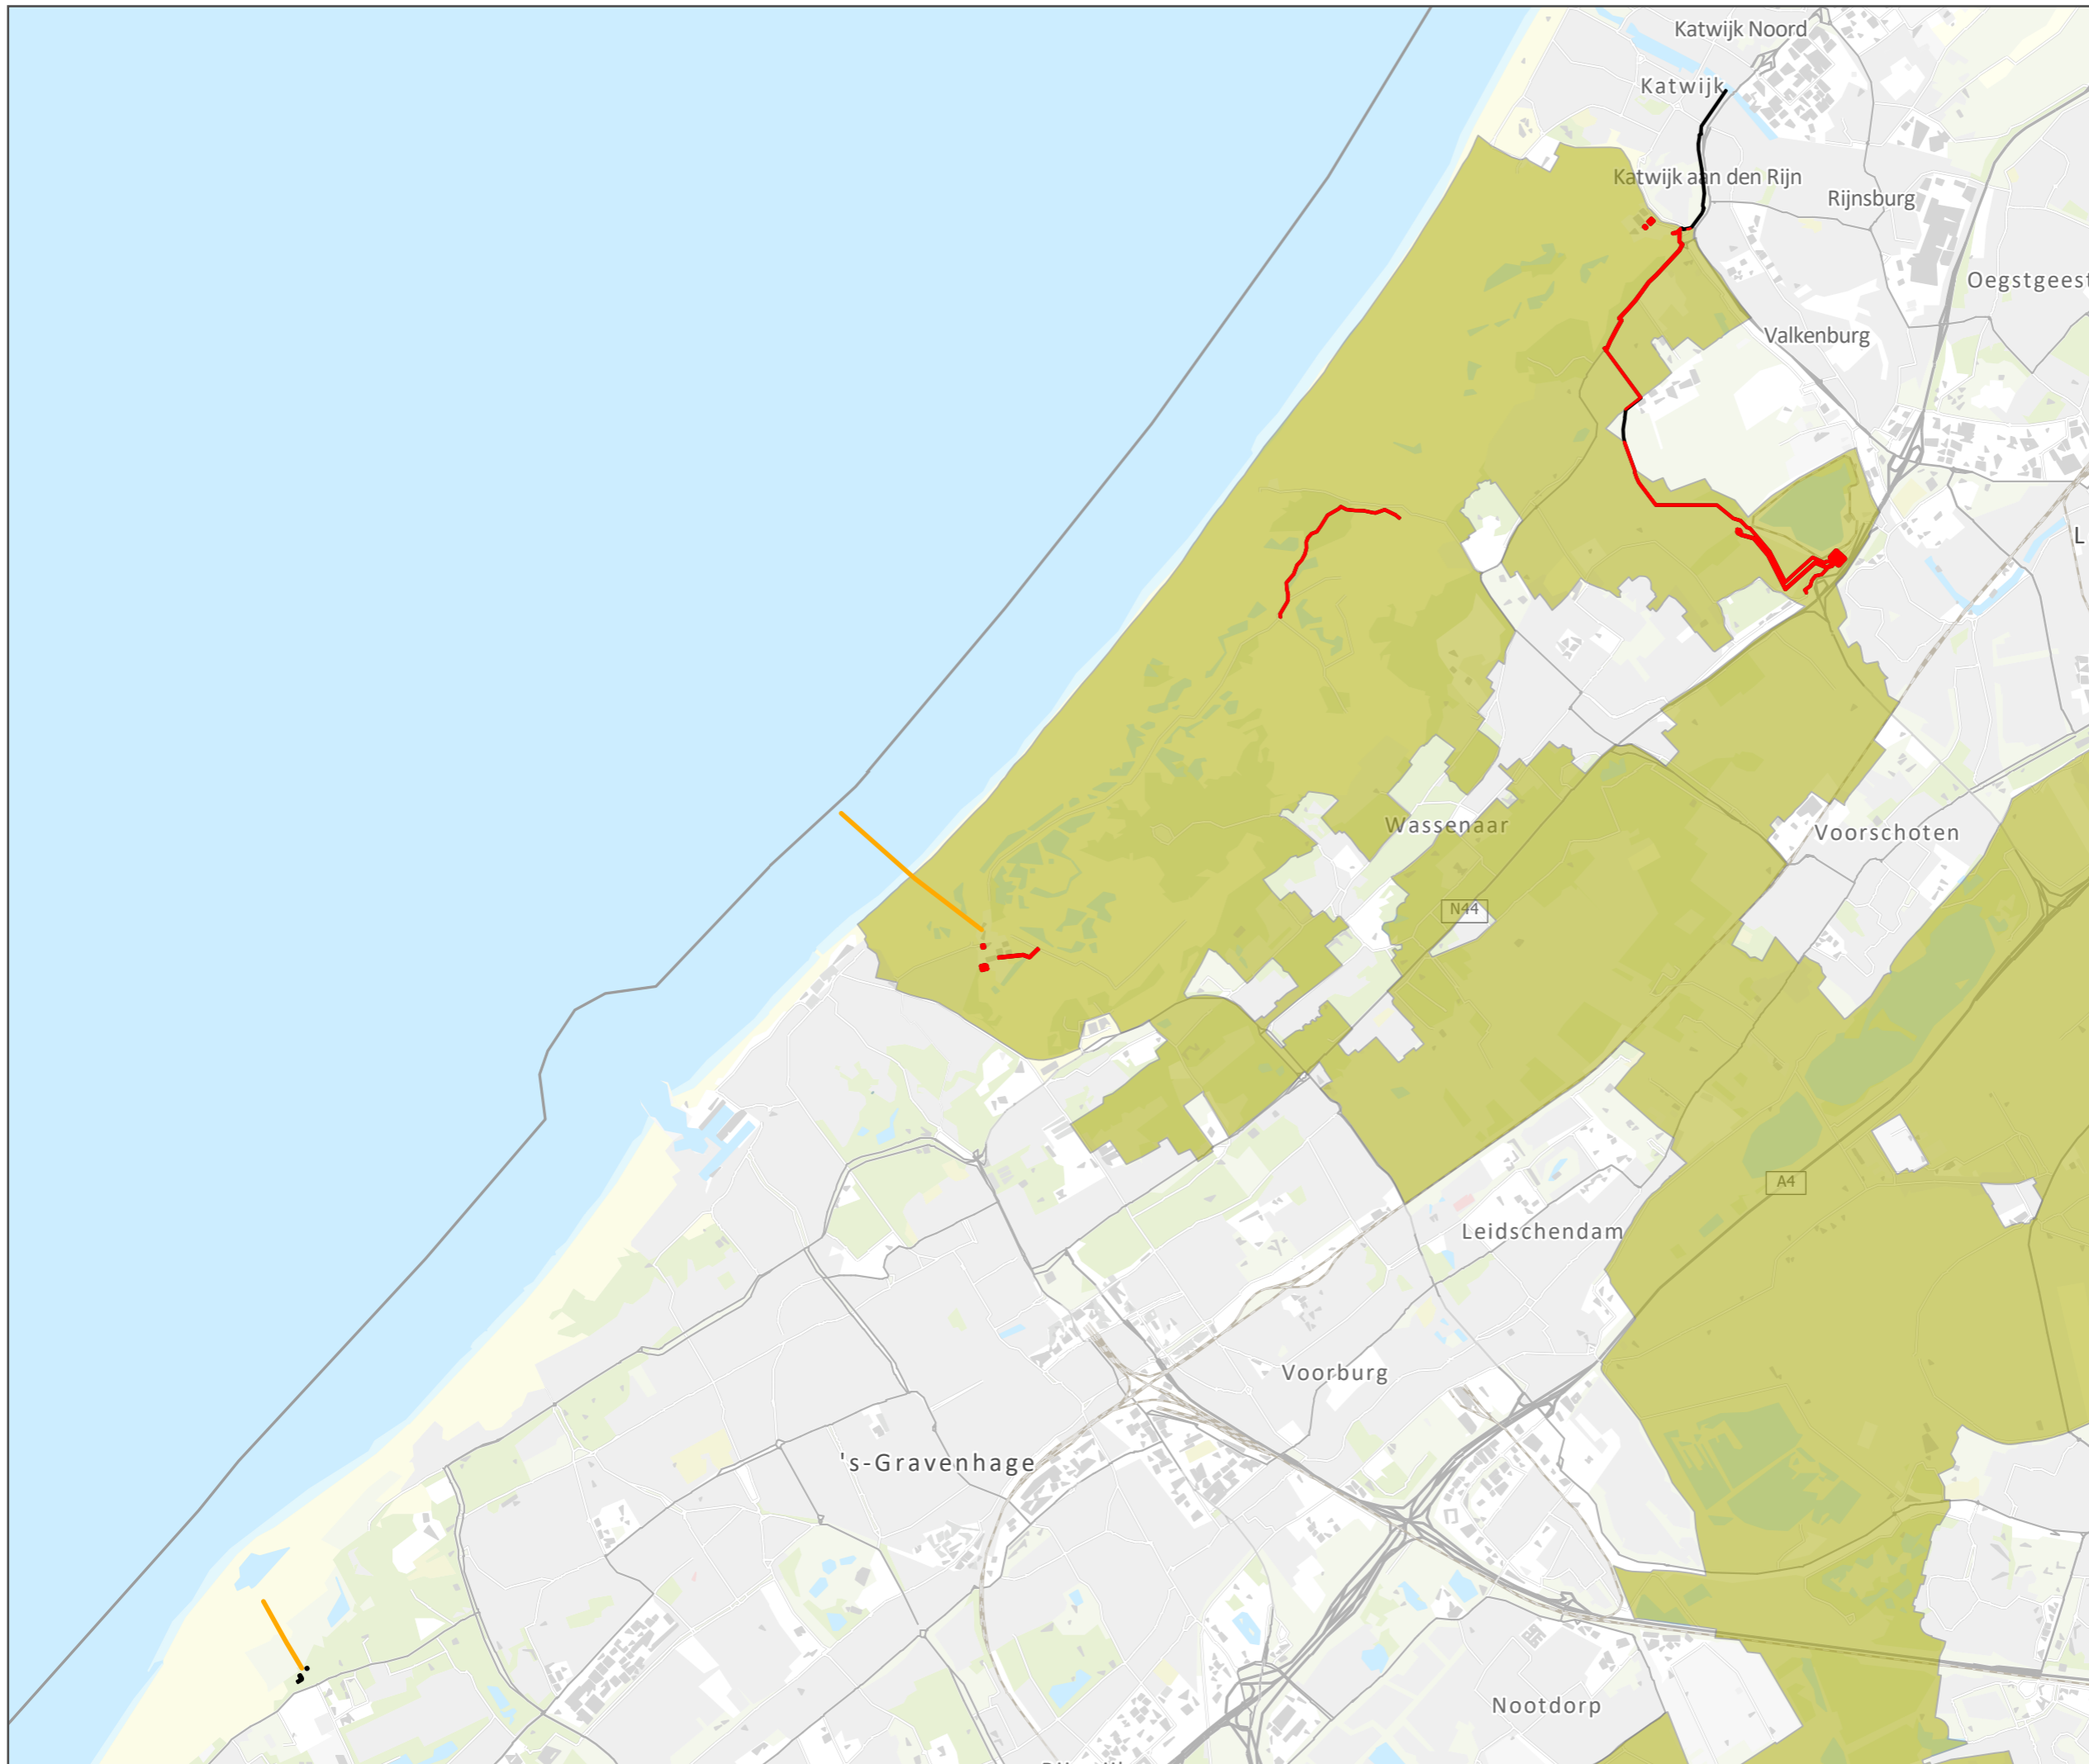 Katwijk Noord
Katwijk
Katwijk aan den Rijn
Rijnsburg
Oegstgeest
Valkenburg
L
Wassenaar
Voorschoten
N44
A4
Leidschendam
Voorburg
's-Gravenhage
Nootdorp